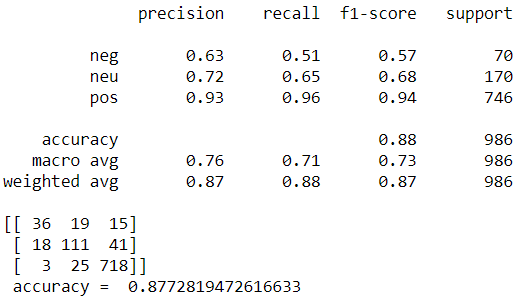 precision recall f1-score support
neg 0.63 0.51 0.57 70
neu 0.72 0.65 0.68 170
pos 0.93 0.96 0.94 746
accuracy 0.88 986
macro avg 0.76 0.71 0.73 986
weighted avg 0.87 0.88 0.87 986
[[ 36 19 15]
[ 18 111 41]
[ 3 25 718]]
accuracy = 0.8772819472616633